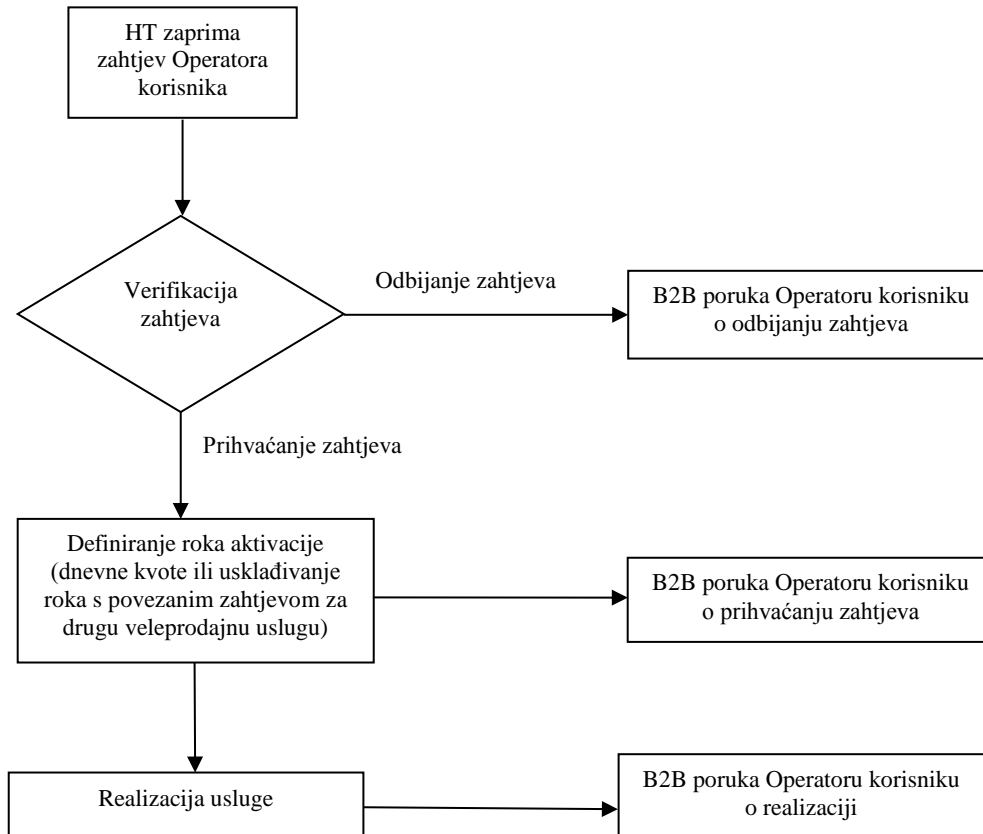 HT zaprima
zahtjev Operatora
korisnika
Verifikacija
zahtjeva
Odbijanje zahtjeva
B2B poruka Operatoru korisniku
o odbijanju zahtjeva
Prihvaćanje zahtjeva
Definiranje roka aktivacije
(dnevne kvote ili usklađivanje
roka s povezanim zahtjevom za
drugu veleprodajnu uslugu)
B2B poruka Operatoru korisniku
o prihvaćanju zahtjeva
Realizacija usluge
B2B poruka Operatoru korisniku
o realizaciji